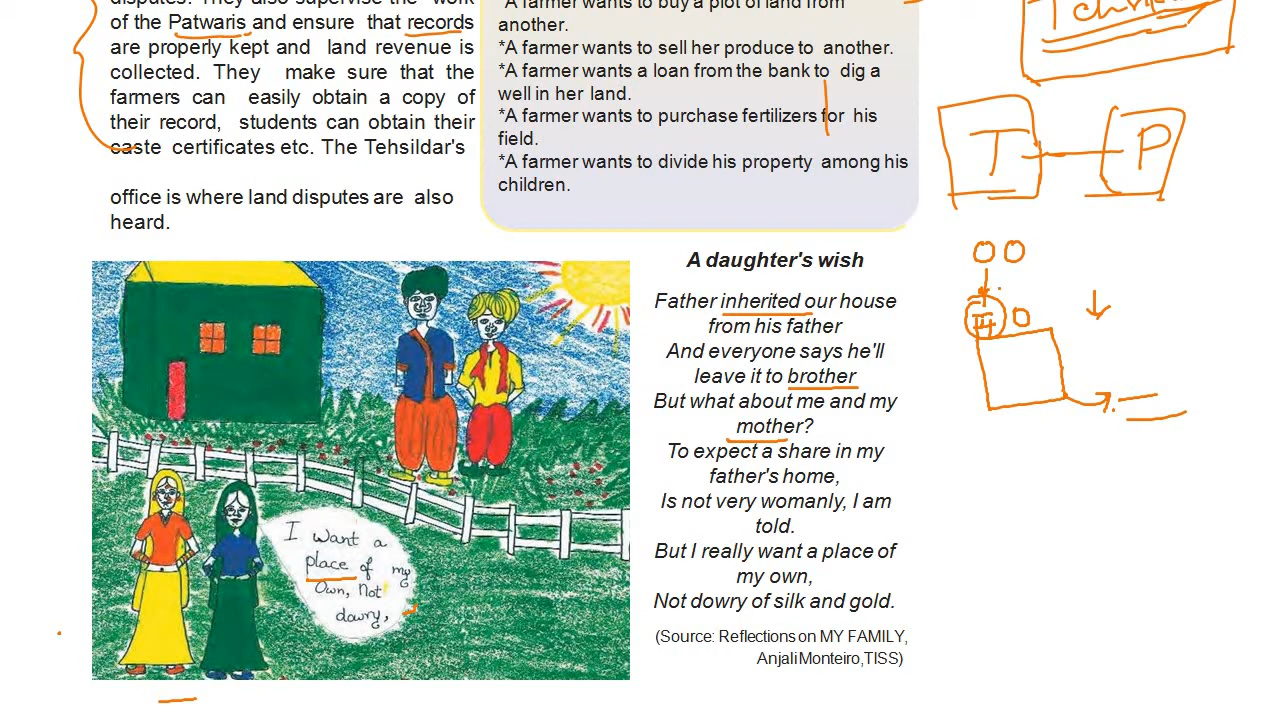 disputes. They also supervise the work
of the Patwaris and ensure that records
are properly kept and land revenue is
collected. They make sure that the
farmers can easily obtain a copy of
their record, students can obtain their
caste certificates etc. The Tehsildar's
office is where land disputes are also
heard.
*A farmer wants to buy a plot of land from
another.
*A farmer wants to sell her produce to another.
*A farmer wants a loan from the bank to dig a
well in her land.
*A farmer wants to purchase fertilizers for his
field.
*A farmer wants to divide his property among his
children.
T
P
I want a
place of my
Own, Not
dowry,
A daughter's wish
Father inherited our house
from his father
And everyone says he'll
leave it to brother
But what about me and my
mother?
To expect a share in my
father's home,
Is not very womanly, I am
told.
But I really want a place of
my own,
Not dowry of silk and gold.
(Source: Reflections on MY FAMILY,
Anjali Monteiro,TISS)